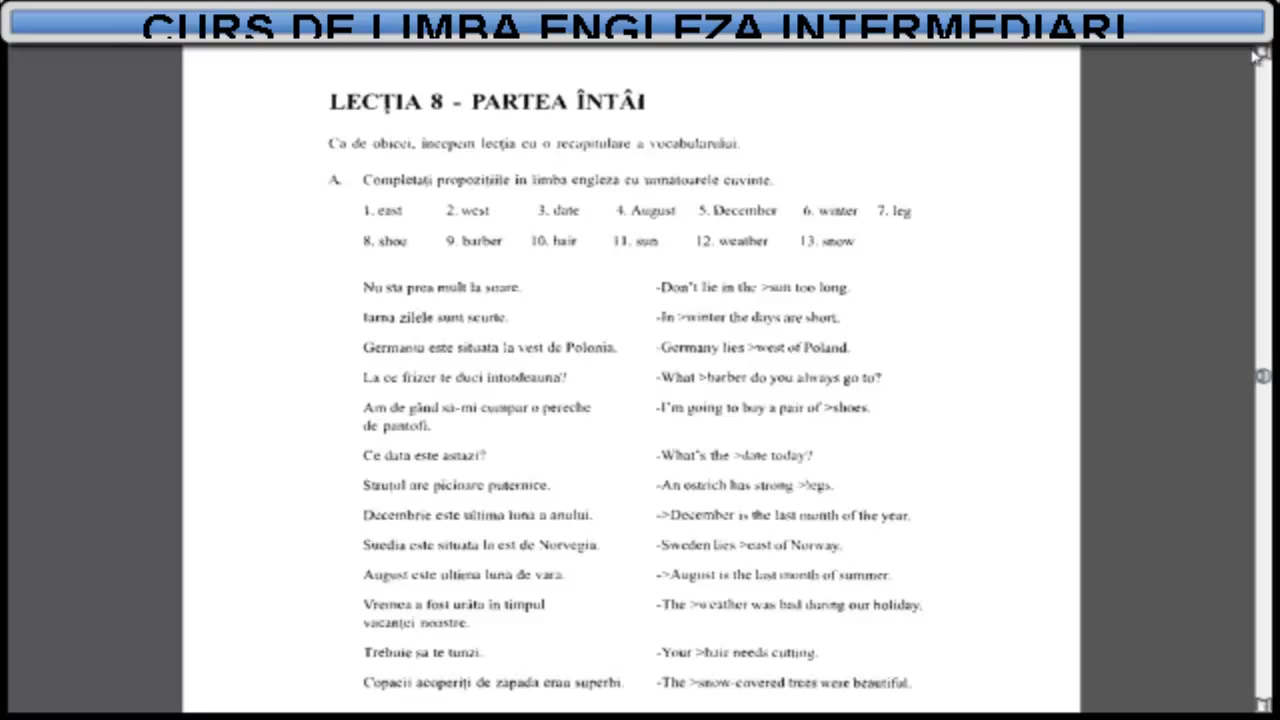 CURS DE LIMBA ENGLEZA INTERMEDIARI
LECȚIA 8 - PARTEA ÎNTÂI
Ca de obicei, începem lecția cu o recapitulare a vocabularului.
A. Completați propozițiile în limba engleza cu urmatoarele cuvinte.
1. east 2. west 3. date 4. August 5. December 6. winter 7. leg
8. shoe 9. barber 10. hair 11. sun 12. weather 13. snow
Nu sta prea mult la soare. -Don't lie in the >sun too long.
Iarna zilele sunt scurte. -In >winter the days are short.
Germania este situata la vest de Polonia. -Germany lies >west of Poland.
La ce frizer te duci intotdeauna? -What >barber do you always go to?
Am de gând sa-mi cumpar o pereche -I'm going to buy a pair of >shoes.
de pantofi.
Ce data este astazi? -What's the >date today?
Struțul are picioare puternice. -An ostrich has strong >legs.
Decembrie este ultima luna a anului. ->December is the last month of the year.
Suedia este situata la est de Norvegia. -Sweden lies >east of Norway.
August este ultima luna de vara. ->August is the last month of summer.
Vremea a fost urâta în timpul -The >weather was bad during our holiday.
vacanței noastre.
Trebuie sa te tunzi. -Your >hair needs cutting.
Copacii acoperiți de zapada erau superbi. -The >snow-covered trees were beautiful.